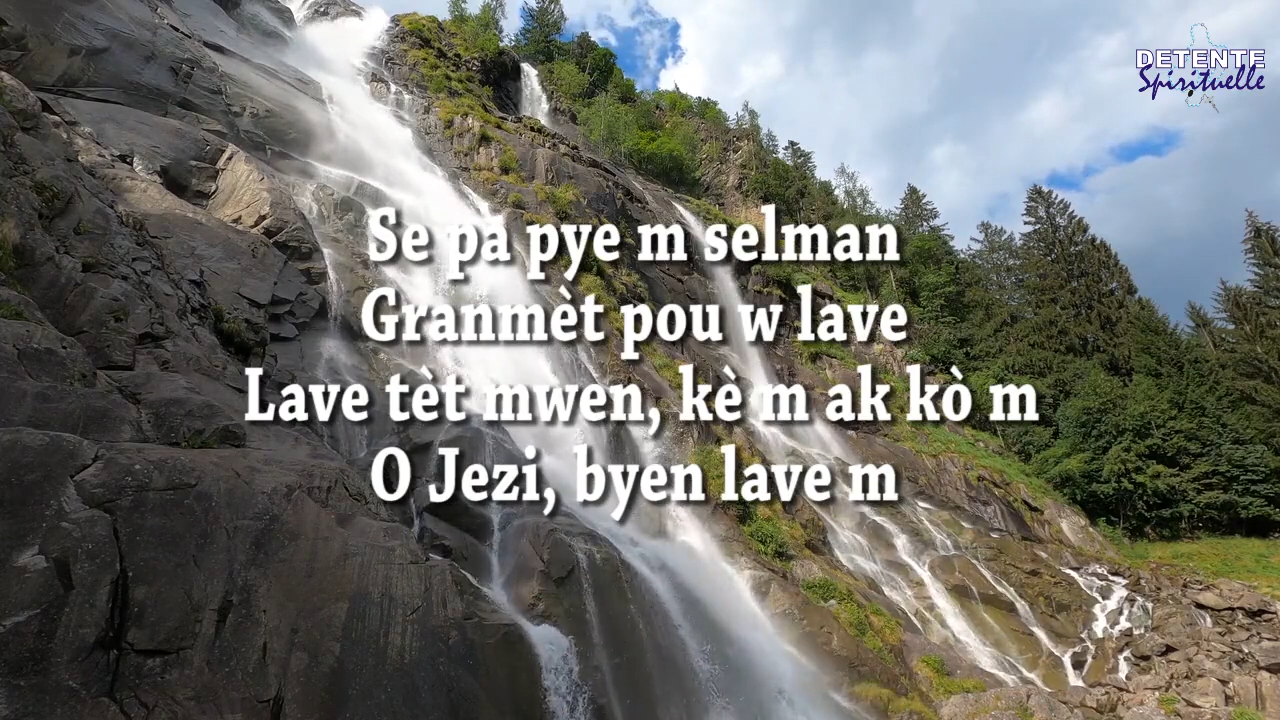 DETENTE
Spirituelle
Se pa pye m selman
Granmèt pou w lave
Lave tèt mwen, kè m ak kò m
O Jezi, byen lave m